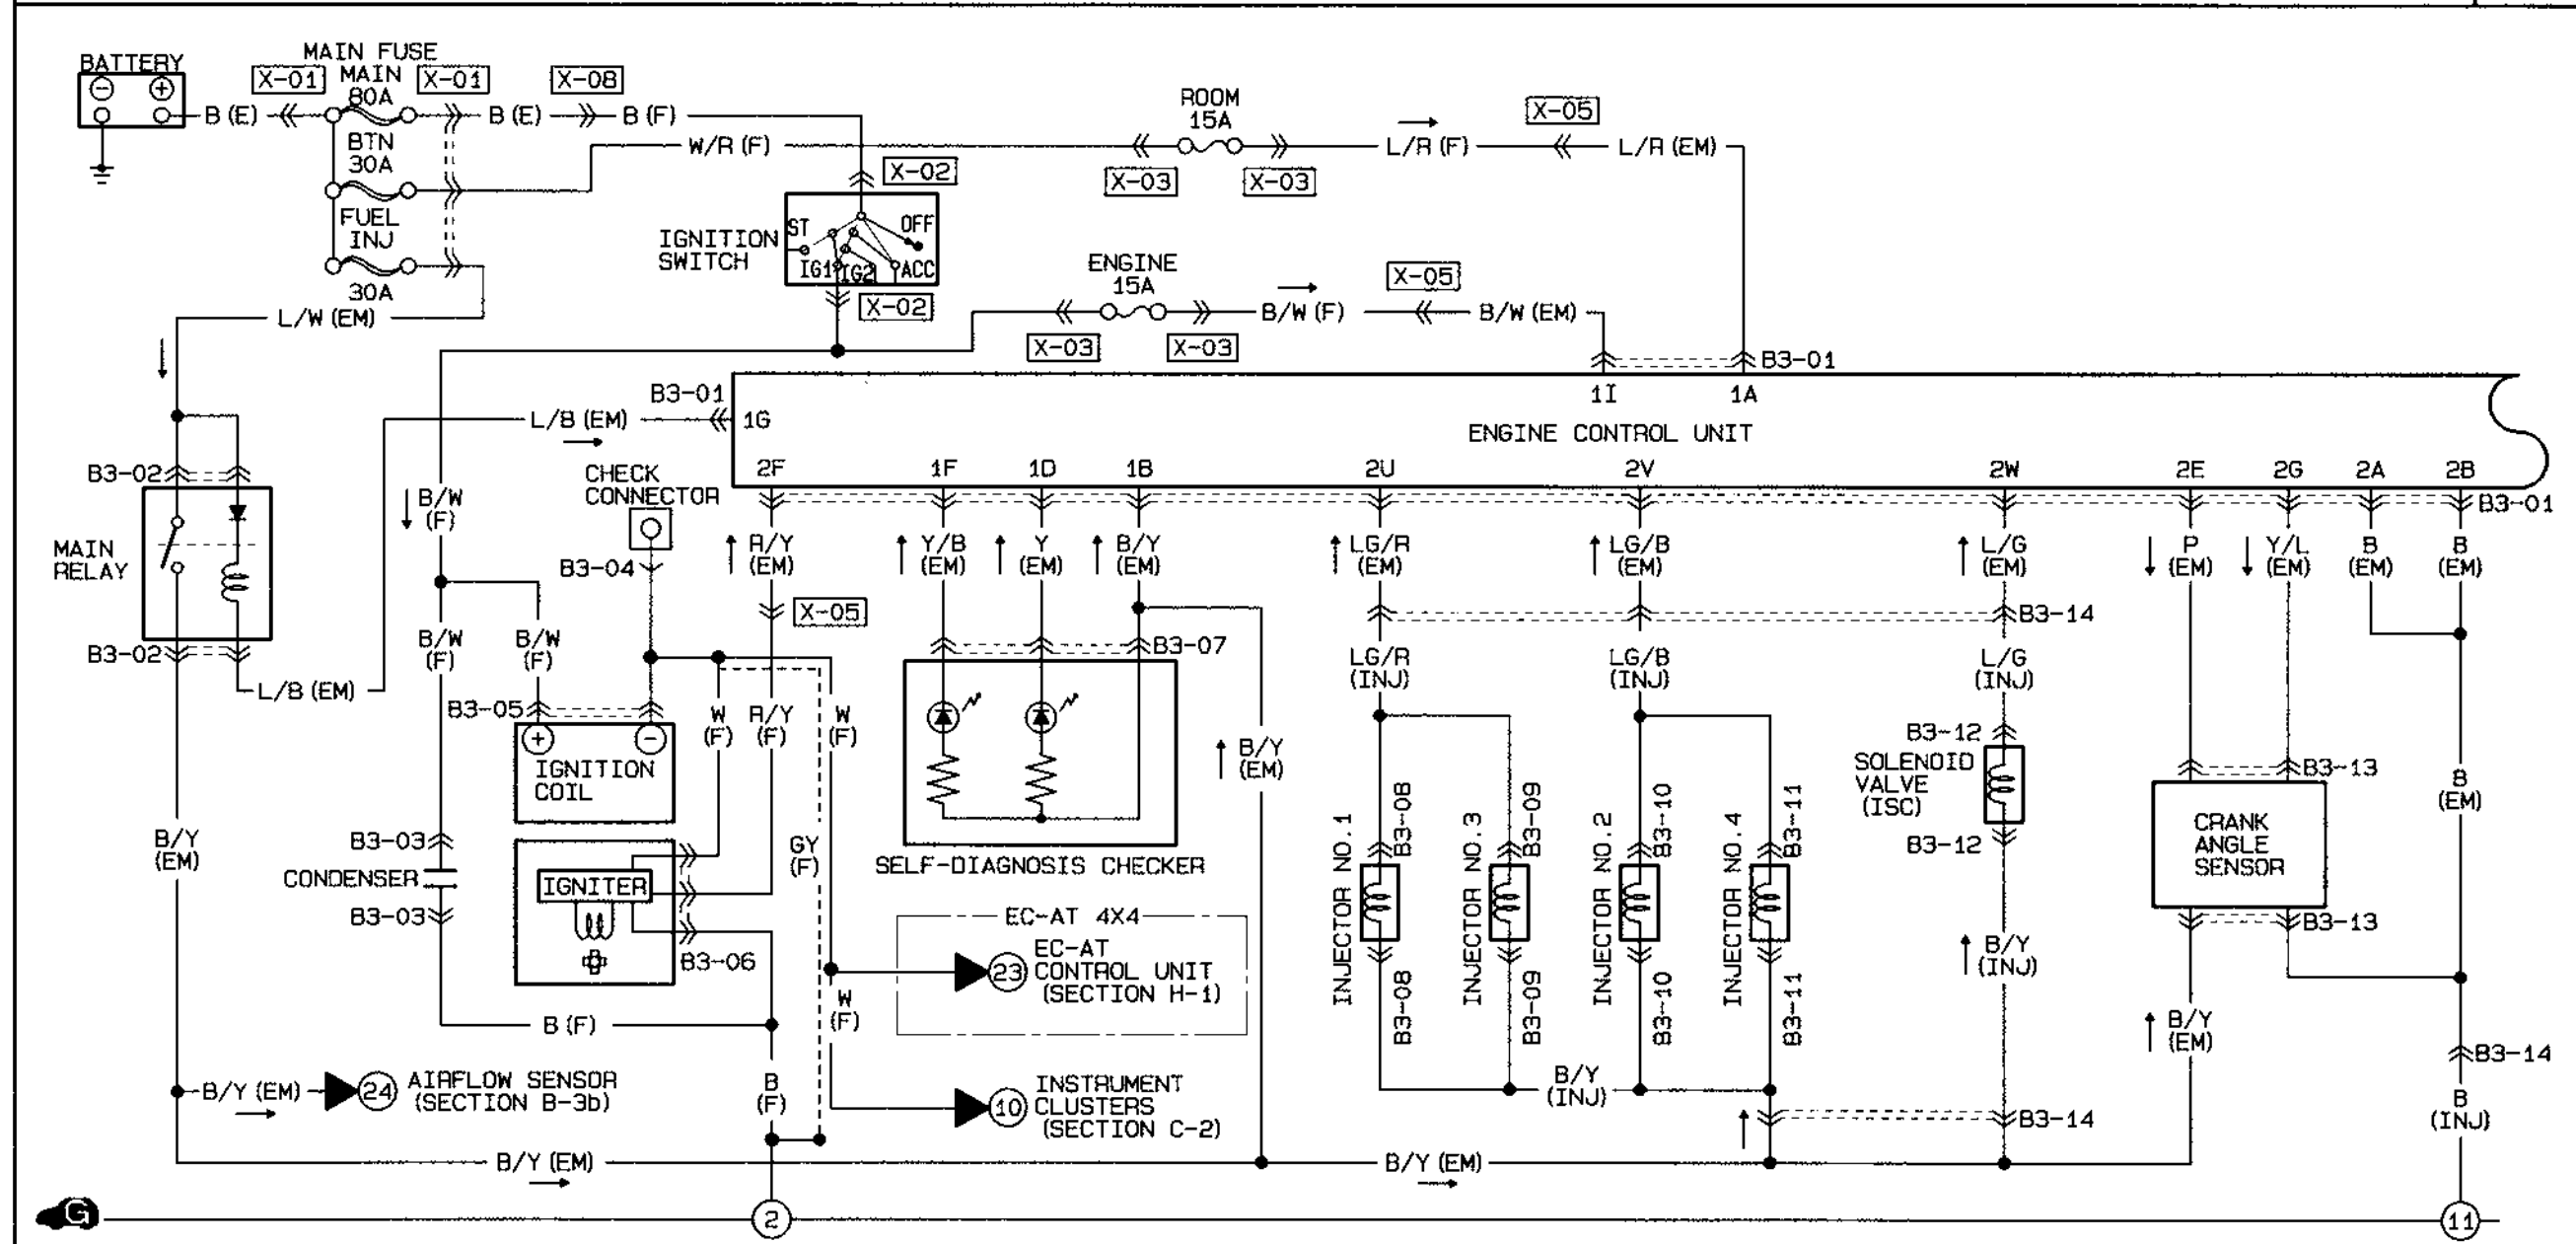 BATTERY
MAIN FUSE
MAIN
80A
X-01
X-01
X-08
B (E)
B (E)
B (F)
BTN
30A
FUEL
INJ
30A
W/R (F)
ROOM
15A
X-03
X-03
L/R (F)
X-05
L/R (EM)
X-02
IGNITION
SWITCH
ST
OFF
IG1
IG2
ACC
X-02
ENGINE
15A
X-03
X-03
B/W (F)
X-05
B/W (EM)
L/W (EM)
B3-01
B3-01
L/B (EM)
1G
1I
1A
ENGINE CONTROL UNIT
2F
1F
1D
1B
2U
2V
2W
2E
2G
2A
2B
B3-01
B3-02
MAIN
RELAY
B3-02
L/B (EM)
B/W
(F)
CHECK
CONNECTOR
B3-04
R/Y
(EM)
Y/B
(EM)
Y
(EM)
B/Y
(EM)
LG/R
(EM)
LG/B
(EM)
L/G
(EM)
P
(EM)
Y/L
(EM)
B
(EM)
B
(EM)
X-05
B3-14
B/W
(F)
B/W
(F)
B3-07
LG/R
(INJ)
LG/B
(INJ)
L/G
(INJ)
B3-05
W
(F)
R/Y
(F)
W
(F)
B/Y
(EM)
IGNITION
COIL
B3-12
SOLENOID
VALVE
(ISC)
B3-12
B3-13
B
(EM)
CRANK
ANGLE
SENSOR
B3-13
B/Y
(EM)
B3-03
CONDENSER
B3-03
IGNITER
B3-06
GY
(F)
SELF-DIAGNOSIS CHECKER
INJECTOR NO.1
B3-08
B3-08
INJECTOR NO.3
B3-09
B3-09
INJECTOR NO.2
B3-10
B3-10
INJECTOR NO.4
B3-11
B3-11
EC-AT 4X4
23
EC-AT
CONTROL UNIT
(SECTION H-1)
B/Y
(INJ)
W
(F)
B (F)
B/Y
(EM)
B3-14
B/Y (EM)
24
AIRFLOW SENSOR
(SECTION B-3b)
B
(F)
10
INSTRUMENT
CLUSTERS
(SECTION C-2)
B/Y
(INJ)
B3-14
B
(INJ)
B/Y (EM)
B/Y (EM)
G
2
11